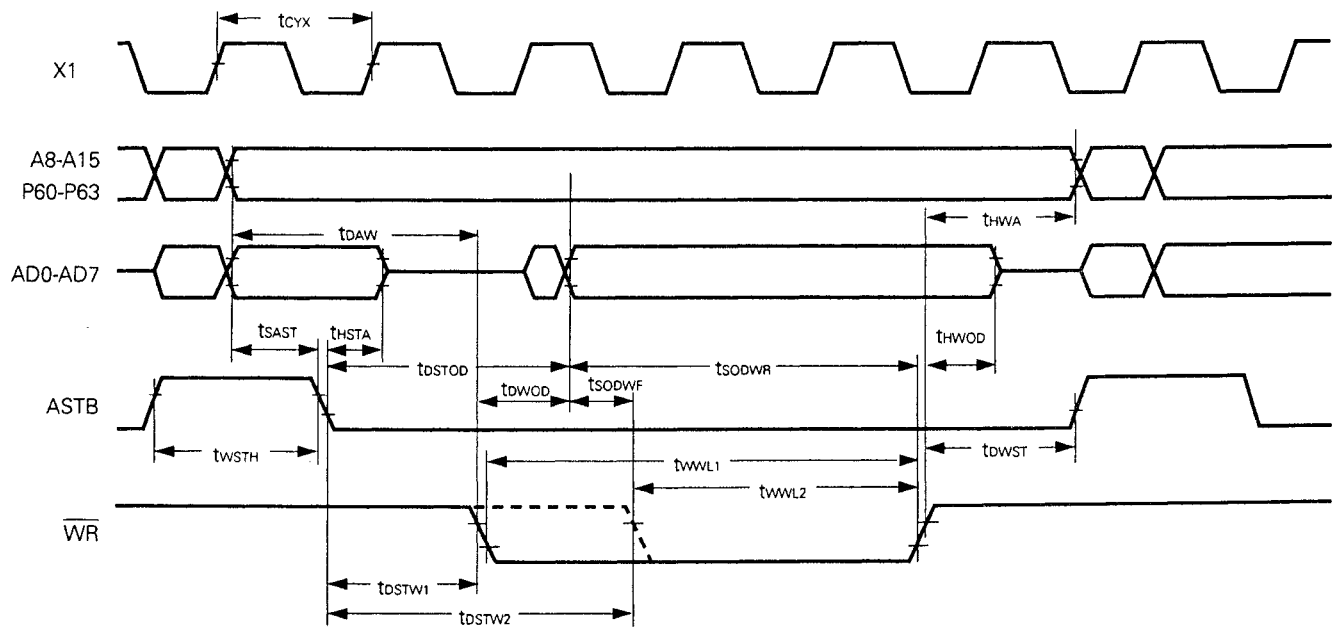 tCYX
X1
A8-A15
P60-P63
tHWA
tDAW
AD0-AD7
tSAST
tHSTA
tHWOD
tDSTOD
tSODWR
tDWOD
tSODWF
ASTB
tWSTH
tDWST
tWWL1
tWWL2
WR
tDSTW1
tDSTW2